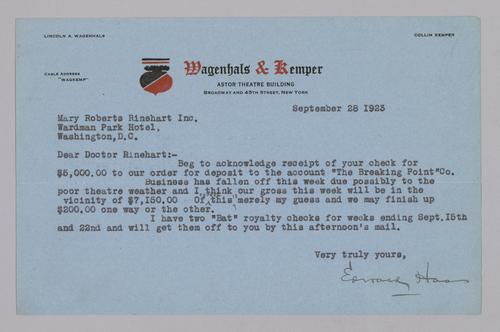 LINCOLN A. WAGENHALS
COLLIN KEMPER
CABLE ADDRESS
"WAGKEMP"
Wagenhals & Kemper
ASTOR THEATRE BUILDING
BROADWAY AND 45TH STREET, NEW YORK
September 28 1923
Mary Roberts Rinehart Inc.
Wardman Park Hotel,
Washington,D.C.
Dear Doctor Rinehart:-
Beg to acknowledge receipt of your check for
$5,000.00 to our order for deposit to the account "The Breaking Point"Co.
Business has fallen off this week due possibly to the
poor theatre weather and I think our gross this week will be in the
vicinity of $7,150.00 Of this merely my guess and we may finish up
$200.00 one way or the other.
I have two "Bat" royalty checks for weeks ending Sept.15th
and 22nd and will get them off to you by this afternoon's mail.
Very truly yours,
Edward Haas